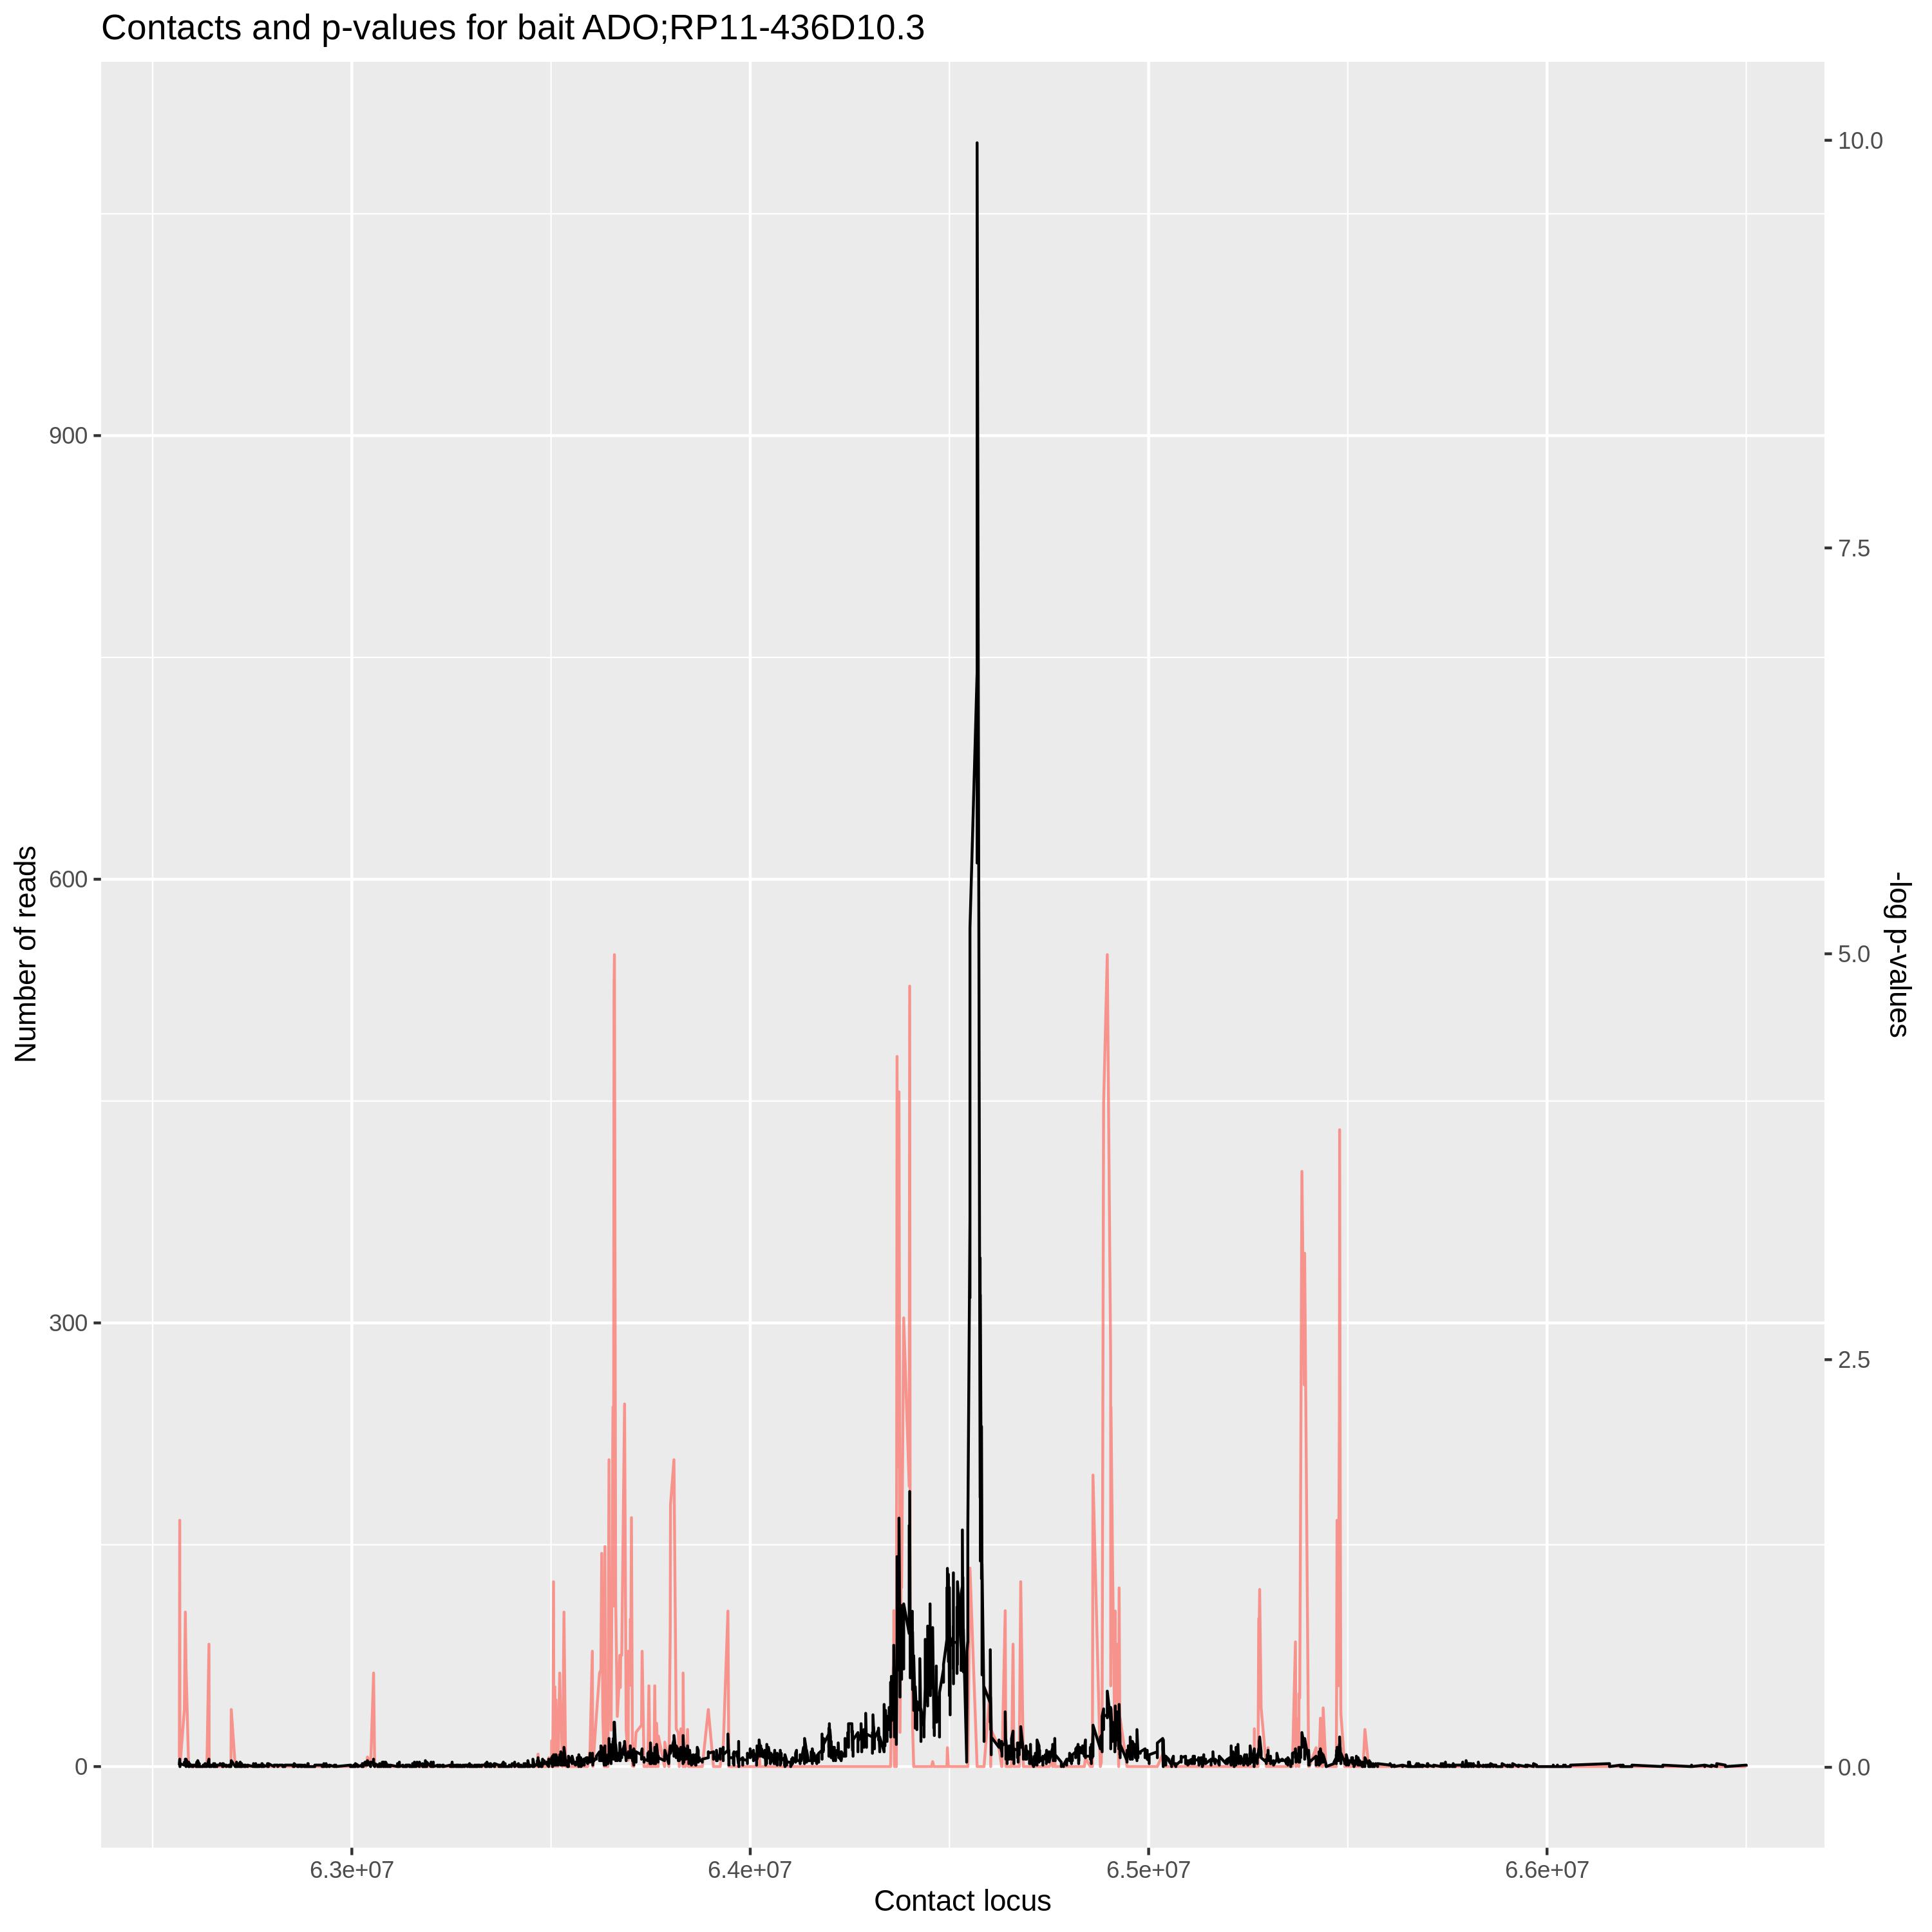 Contacts and p-values for bait ADO;RP11-436D10.3
10.0
900
7.5
600
5.0
Number of reads
-log p-values
300
2.5
0
0.0
6.3e+07
6.4e+07
6.5e+07
6.6e+07
Contact locus